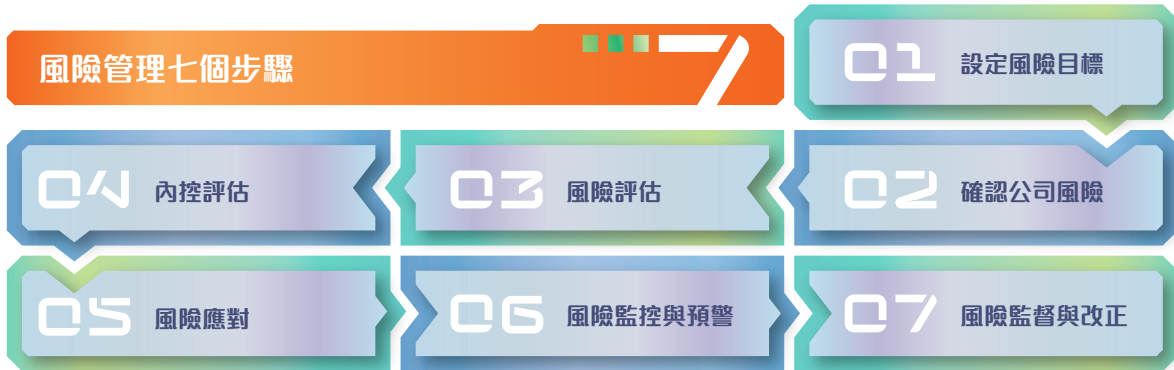 風險管理七個步驟
7
01 設定風險目標
02 確認公司風險
03 風險評估
04 內控評估
05 風險應對
06 風險監控與預警
07 風險監督與改正